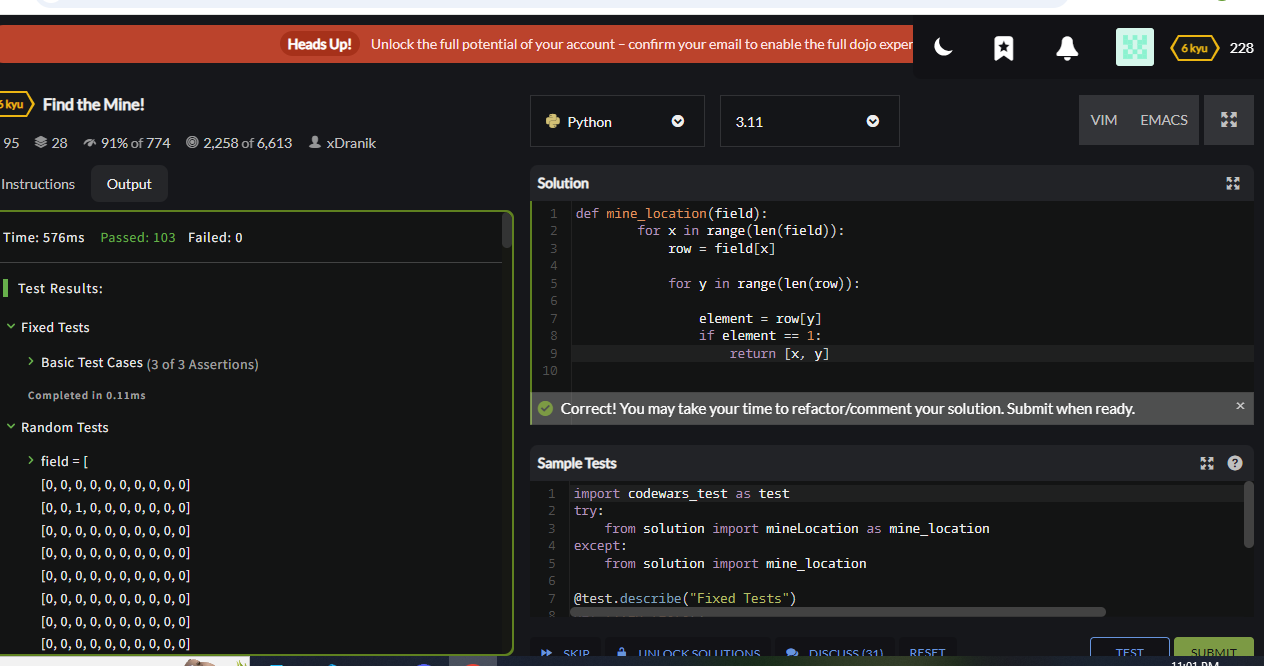 Heads Up! Unlock the full potential of your account – confirm your email to enable the full dojo exper
6 kyu 228
6 kyu Find the Mine!
95 28 91% of 774 2,258 of 6,613 xDranik
Instructions Output
Time: 576ms Passed: 103 Failed: 0
Test Results:
Fixed Tests
Basic Test Cases (3 of 3 Assertions)
Completed in 0.11ms
Random Tests
field = [
[0, 0, 0, 0, 0, 0, 0, 0, 0, 0]
[0, 0, 1, 0, 0, 0, 0, 0, 0, 0]
[0, 0, 0, 0, 0, 0, 0, 0, 0, 0]
[0, 0, 0, 0, 0, 0, 0, 0, 0, 0]
[0, 0, 0, 0, 0, 0, 0, 0, 0, 0]
[0, 0, 0, 0, 0, 0, 0, 0, 0, 0]
[0, 0, 0, 0, 0, 0, 0, 0, 0, 0]
[0, 0, 0, 0, 0, 0, 0, 0, 0, 0]
Python 3.11 VIM EMACS
Solution
1 def mine_location(field):
2 for x in range(len(field)):
3 row = field[x]
4
5 for y in range(len(row)):
6
7 element = row[y]
8 if element == 1:
9 return [x, y]
10
Correct! You may take your time to refactor/comment your solution. Submit when ready.
Sample Tests
1 import codewars_test as test
2 try:
3 from solution import mineLocation as mine_location
4 except:
5 from solution import mine_location
6
7 @test.describe("Fixed Tests")
8
SKIP UNLOCK SOLUTIONS DISCUSS (31) RESET TEST SUBMIT
11:01 PM